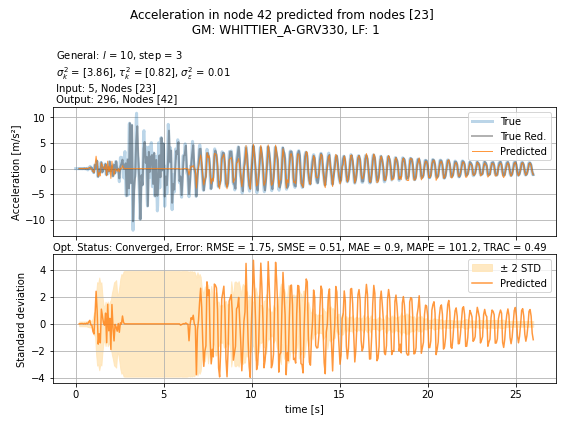 Acceleration in node 42 predicted from nodes [23]
GM: WHITTIER_A-GRV330, LF: 1
General: l = 10, step = 3
σ²ₖ = [3.86], τ²ₖ = [0.82], σ²ε = 0.01
Input: 5, Nodes [23]
Output: 296, Nodes [42]
Acceleration [m/s²]
10
5
0
−5
−10
True
True Red.
Predicted
Opt. Status: Converged, Error: RMSE = 1.75, SMSE = 0.51, MAE = 0.9, MAPE = 101.2, TRAC = 0.49
Standard deviation
4
2
0
−2
−4
± 2 STD
Predicted
0 5 10 15 20 25
time [s]